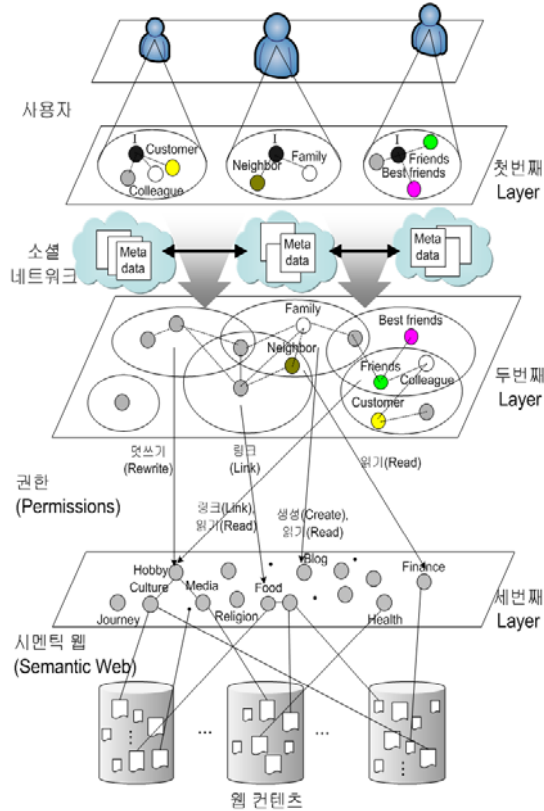 사용자
I
Customer
Colleague
I
Family
Neighbor
I
Friends
Best friends
첫번째
Layer
소셜
네트워크
Meta
data
Meta
data
Meta
data
Family
Best friends
Neighbor
Friends
Colleague
Customer
두번째
Layer
덧쓰기
(Rewrite)
링크
(Link)
읽기(Read)
권한
(Permissions)
링크(Link),
읽기(Read)
생성(Create),
읽기(Read)
Blog
Hobby
Finance
Culture
Media
Food
Journey
Religion
Health
세번째
Layer
시멘틱 웹
(Semantic Web)
...
...
웹 컨텐츠